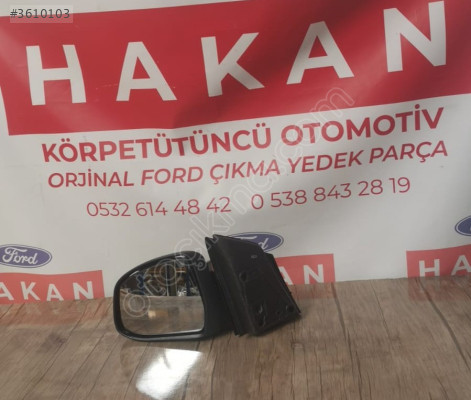 #3610103
HAKAN
KÖRPETÜTÜNCÜ OTOMOTİV
ORJİNAL FORD ÇIKMA YEDEK PARÇA
0532 614 48 42 0 538 843 28 19
Ford
Ford
HAKAN
HAKAN